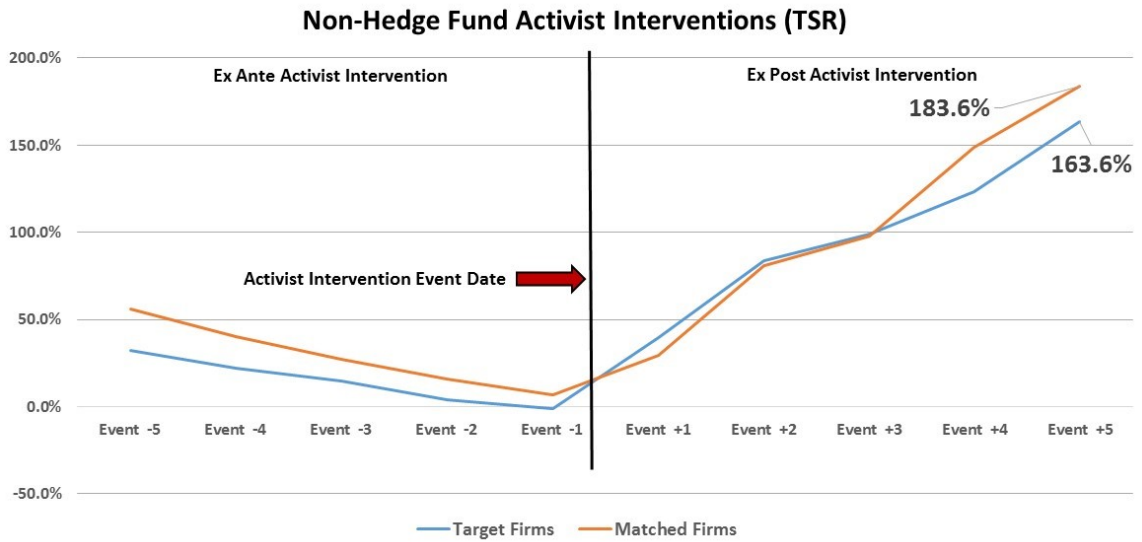 Non-Hedge Fund Activist Interventions (TSR)
200.0%
Ex Ante Activist Intervention
Ex Post Activist Intervention
183.6%
150.0%
163.6%
100.0%
Activist Intervention Event Date
50.0%
0.0%
Event -5 Event -4 Event -3 Event -2 Event -1 Event +1 Event +2 Event +3 Event +4 Event +5
-50.0%
Target Firms Matched Firms